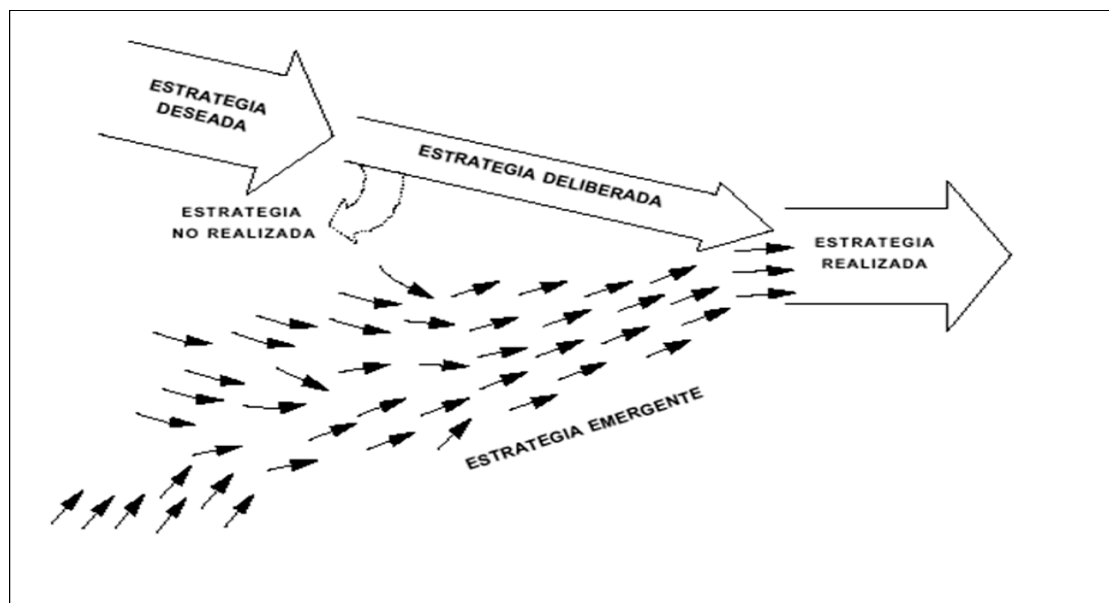 ESTRATEGIA
DESEADA
ESTRATEGIA DELIBERADA
ESTRATEGIA
NO REALIZADA
ESTRATEGIA
REALIZADA
ESTRATEGIA EMERGENTE